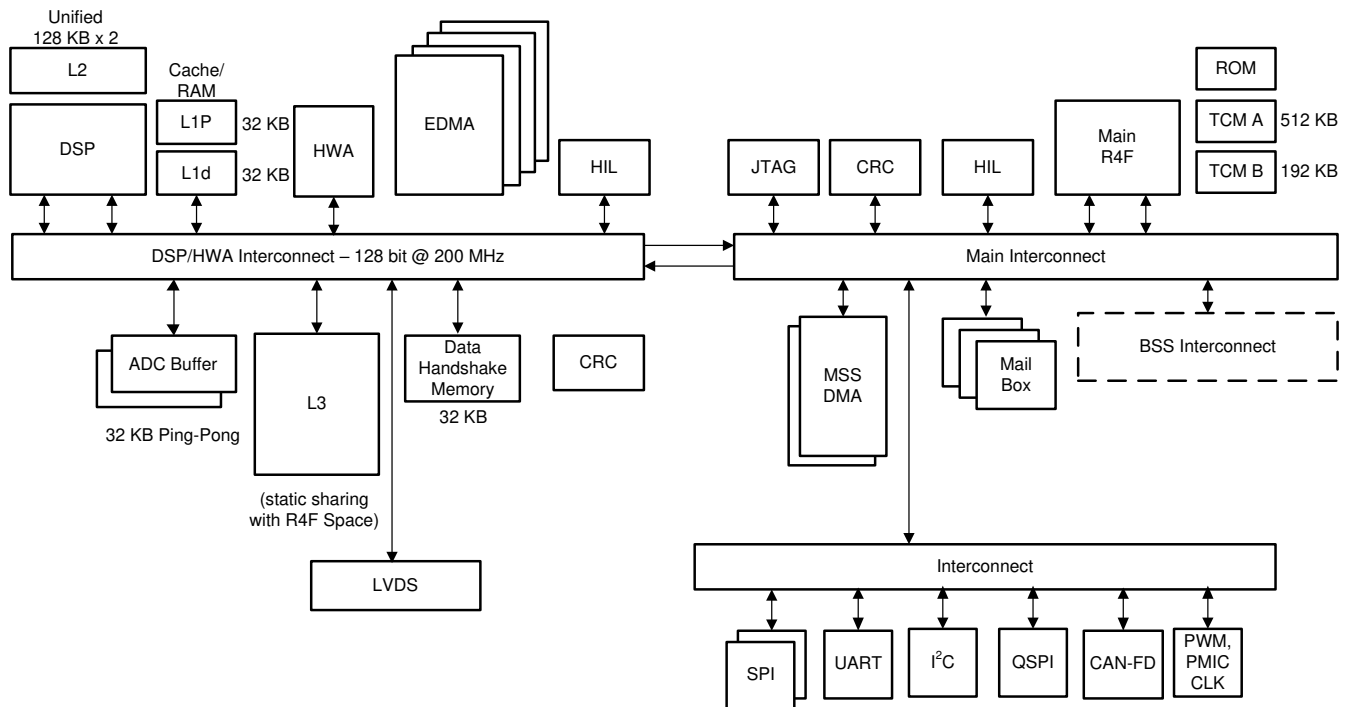 Unified
128 KB x 2
L2
Cache/
RAM
L1P
32 KB
L1d
32 KB
DSP
HWA
EDMA
HIL
JTAG
CRC
HIL
Main
R4F
ROM
TCM A
512 KB
TCM B
192 KB
DSP/HWA Interconnect – 128 bit @ 200 MHz
Main Interconnect
ADC Buffer
32 KB Ping-Pong
L3
(static sharing
with R4F Space)
Data
Handshake
Memory
32 KB
CRC
LVDS
MSS
DMA
Mail
Box
BSS Interconnect
Interconnect
SPI
UART
I²C
QSPI
CAN-FD
PWM,
PMIC
CLK